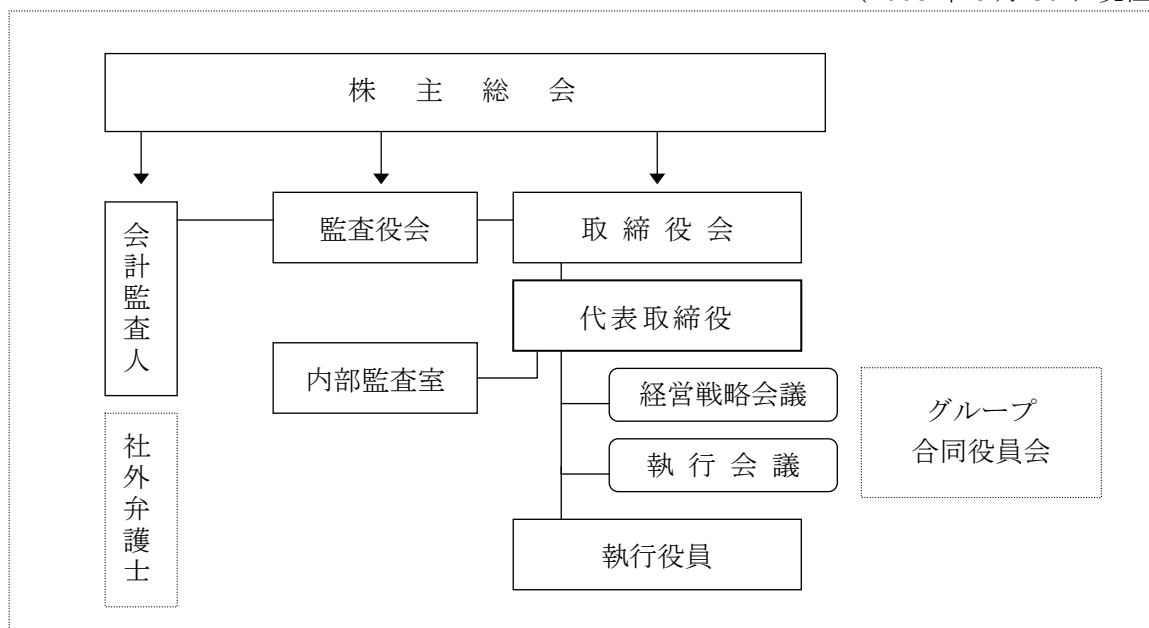 株 主 総 会
会計監査人
監査役会
取 締 役 会
代表取締役
内部監査室
経営戦略会議
執 行 会 議
グループ
合同役員会
社外弁護士
執行役員